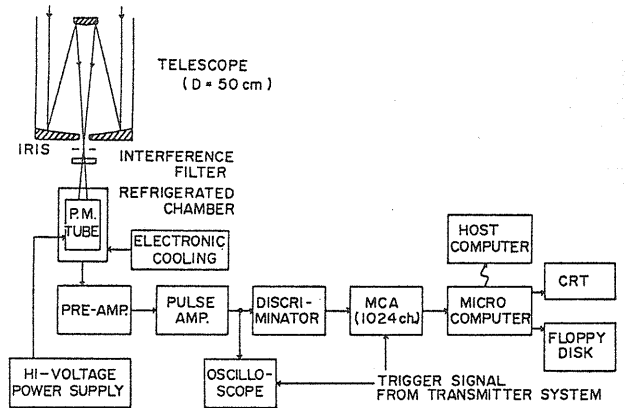 TELESCOPE
(D = 50 cm)
IRIS
INTERFERENCE
FILTER
REFRIGERATED
CHAMBER
P.M.
TUBE
ELECTRONIC
COOLING
HOST
COMPUTER
CRT
PRE-AMP.
PULSE
AMP.
DISCRI-
MINATOR
MCA
(1024 ch.)
MICRO
COMPUTER
FLOPPY
DISK
HI-VOLTAGE
POWER SUPPLY
OSCILLO-
SCOPE
TRIGGER SIGNAL
FROM TRANSMITTER SYSTEM